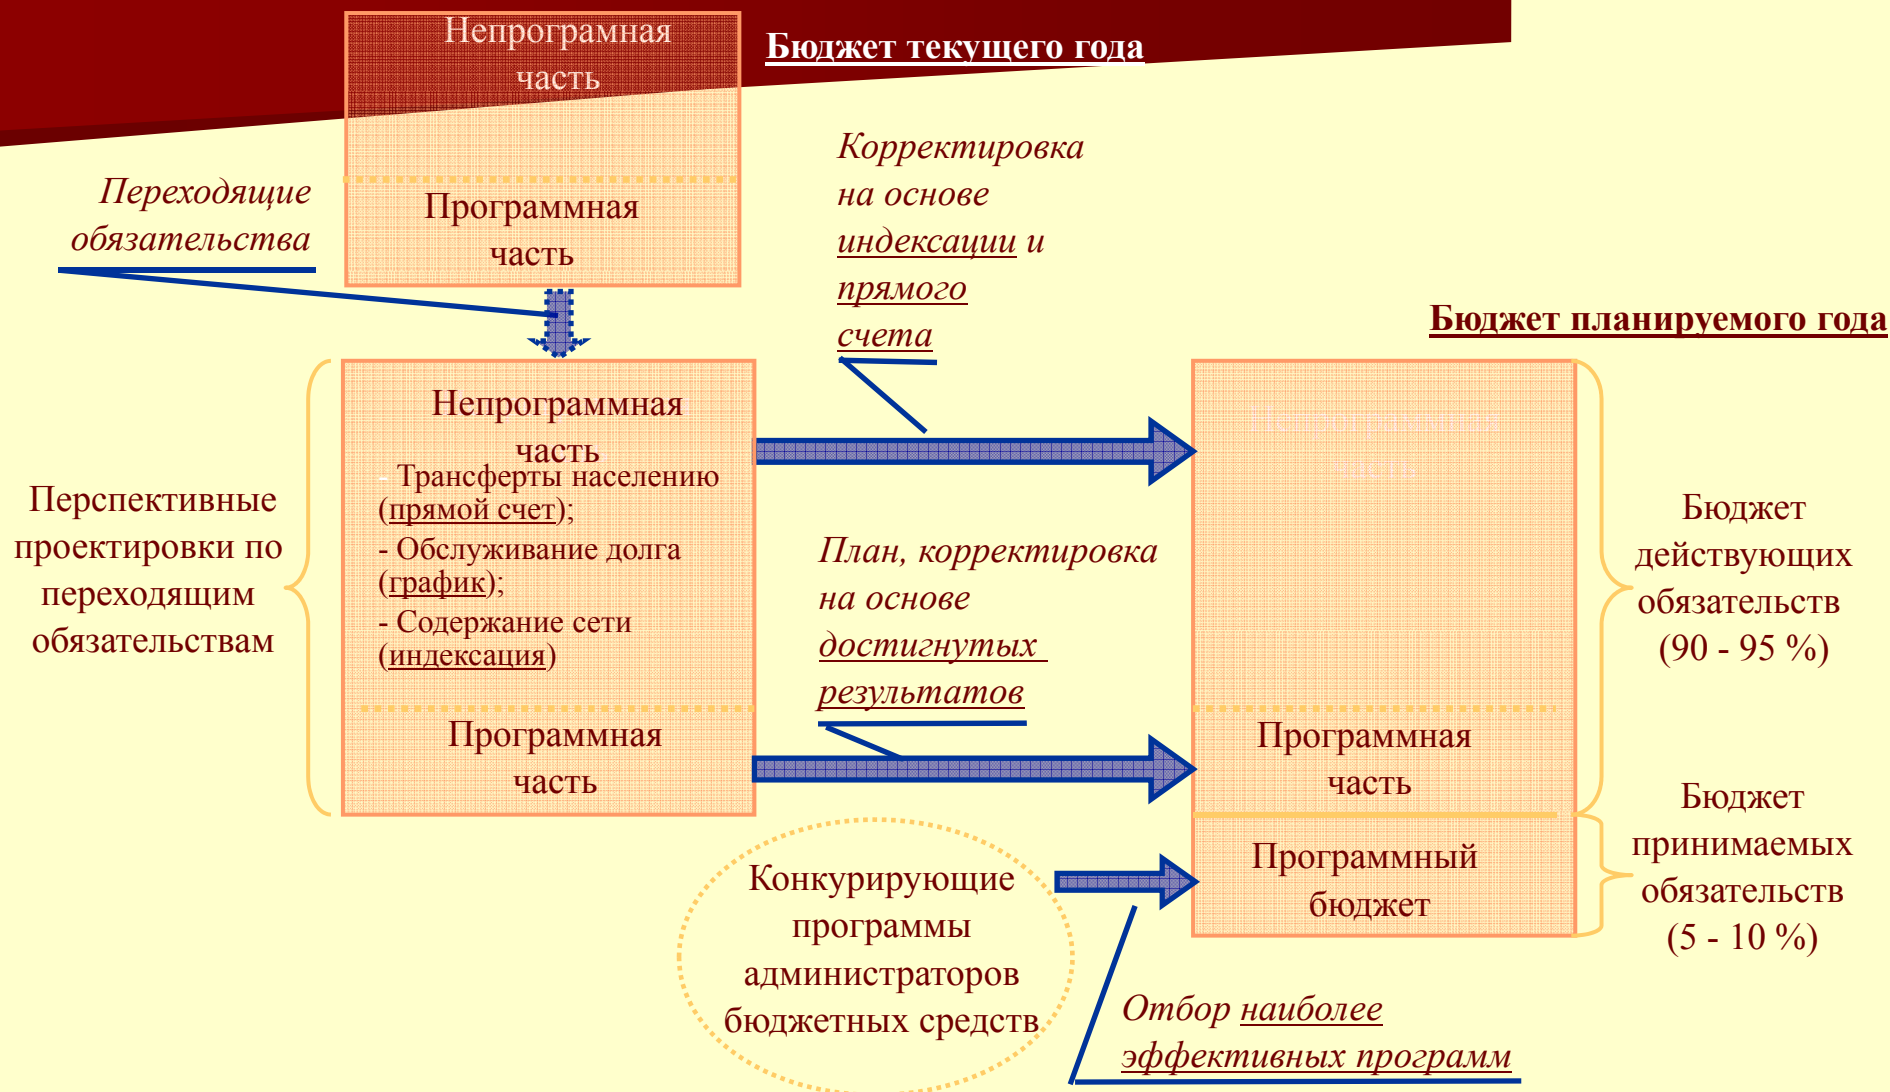 Непрограмная
часть
Бюджет текущего года
Программная
часть
Переходящие
обязательства
Корректировка
на основе
индексации и
прямого
счета
Бюджет планируемого года
Перспективные
проектировки по
переходящим
обязательствам
Непрограммная
часть
- Трансферты населению
(прямой счет);
- Обслуживание долга
(график);
- Содержание сети
(индексация)
Программная
часть
План, корректировка
на основе
достигнутых
результатов
Непрограммная
часть
Программная
часть
Программный
бюджет
Бюджет
действующих
обязательств
(90 - 95 %)
Бюджет
принимаемых
обязательств
(5 - 10 %)
Конкурирующие
программы
администраторов
бюджетных средств
Отбор наиболее
эффективных программ